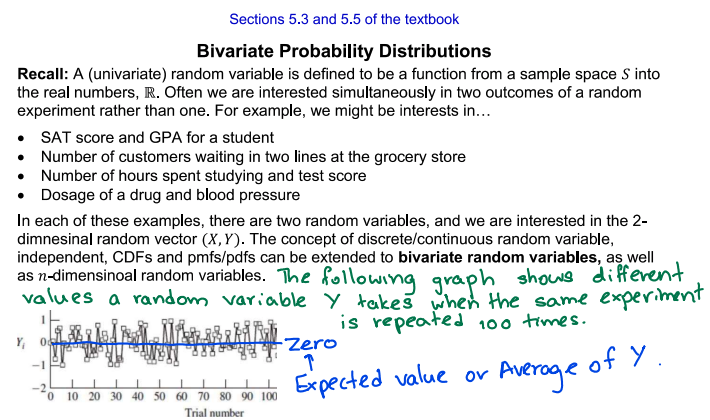 Sections 5.3 and 5.5 of the textbook
Bivariate Probability Distributions
Recall: A (univariate) random variable is defined to be a function from a sample space S into
the real numbers, ℝ. Often we are interested simultaneously in two outcomes of a random
experiment rather than one. For example, we might be interests in…
• SAT score and GPA for a student
• Number of customers waiting in two lines at the grocery store
• Number of hours spent studying and test score
• Dosage of a drug and blood pressure
In each of these examples, there are two random variables, and we are interested in the 2-
dimnesinal random vector (X, Y). The concept of discrete/continuous random variable,
independent, CDFs and pmfs/pdfs can be extended to bivariate random variables, as well
as n-dimensinoal random variables. The following graph shows different
values a random variable Y takes when the same experiment
is repeated 100 times.
1
Yi 0
Zero
−1
−2
Expected value or Average of Y.
0 10 20 30 40 50 60 70 80 90 100
Trial number